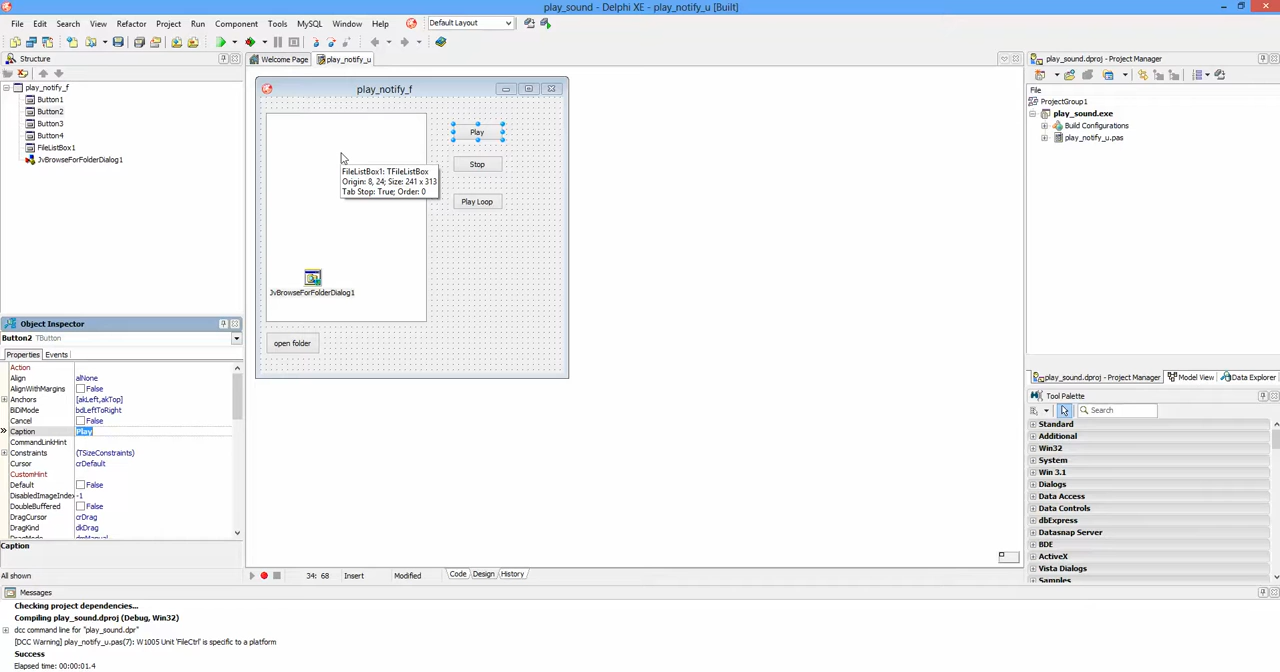 play_sound - Delphi XE - play_notify_u [Built]
File Edit Search View Refactor Project Run Component Tools MySQL Window Help
Default Layout
Structure
play_notify_f
Button1
Button2
Button3
Button4
FileListBox1
JvBrowseForFolderDialog1
Object Inspector
Button2 TButton
Properties Events
Action
Align alNone
AlignWithMargins False
Anchors [akLeft,akTop]
BiDiMode bdLeftToRight
Cancel False
Caption Play
CommandLinkHint
Constraints (TSizeConstraints)
Cursor crDefault
CustomHint
Default False
DisabledImageIndex -1
DoubleBuffered False
DragCursor crDrag
DragKind dkDrag
DragMode dmManual
Caption
All shown
Welcome Page play_notify_u
play_notify_f
Play
Stop
Play Loop
FileListBox1: TFileListBox
Origin: 8, 24; Size: 241 x 313
Tab Stop: True; Order: 0
JvBrowseForFolderDialog1
open folder
34: 68 Insert Modified Code Design History
play_sound.dproj - Project Manager
File
ProjectGroup1
play_sound.exe
Build Configurations
play_notify_u.pas
play_sound.dproj - Project Manager Model View Data Explorer
Tool Palette
Search
Standard
Additional
Win32
System
Win 3.1
Dialogs
Data Access
Data Controls
dbExpress
Datasnap Server
BDE
ActiveX
Vista Dialogs
Samples
Messages
Checking project dependencies...
Compiling play_sound.dproj (Debug, Win32)
dcc command line for "play_sound.dpr"
[DCC Warning] play_notify_u.pas(7): W1005 Unit 'FileCtrl' is specific to a platform
Success
Elapsed time: 00:00:01.4